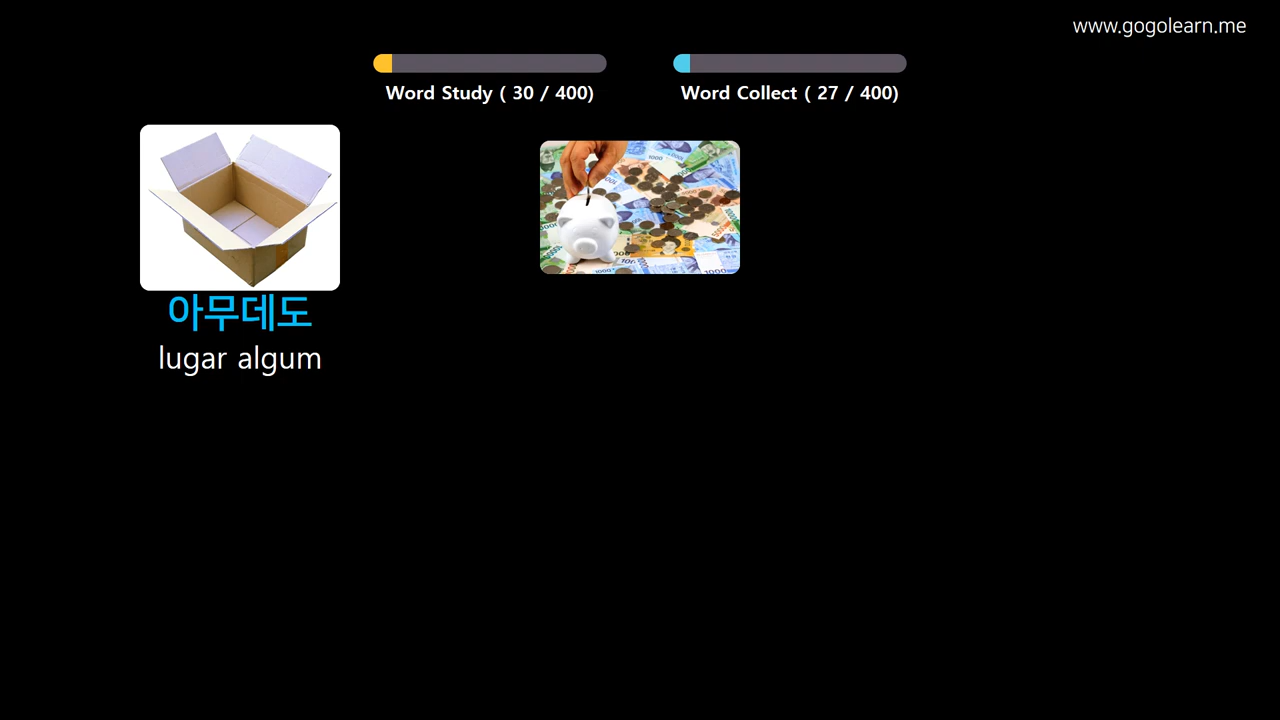 www.gogolearn.me
Word Study ( 30 / 400)
Word Collect ( 27 / 400)
아무데도
lugar algum